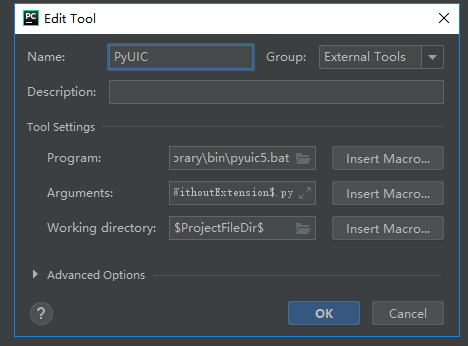 PC Edit Tool
Name: PyUIC Group: External Tools
Description:
Tool Settings
Program: orary\bin\pyuic5.bat Insert Macro...
Arguments: WithoutExtension$.py Insert Macro...
Working directory: $ProjectFileDir$ Insert Macro...
Advanced Options
? OK Cancel